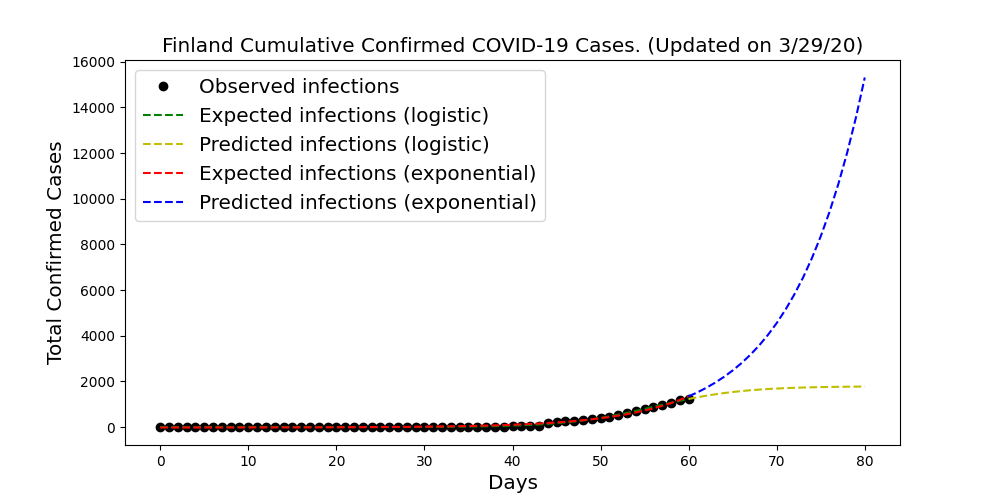 Finland Cumulative Confirmed COVID-19 Cases. (Updated on 3/29/20)
16000
14000
12000
10000
8000
6000
4000
2000
0
Total Confirmed Cases
Observed infections
Expected infections (logistic)
Predicted infections (logistic)
Expected infections (exponential)
Predicted infections (exponential)
0 10 20 30 40 50 60 70 80
Days